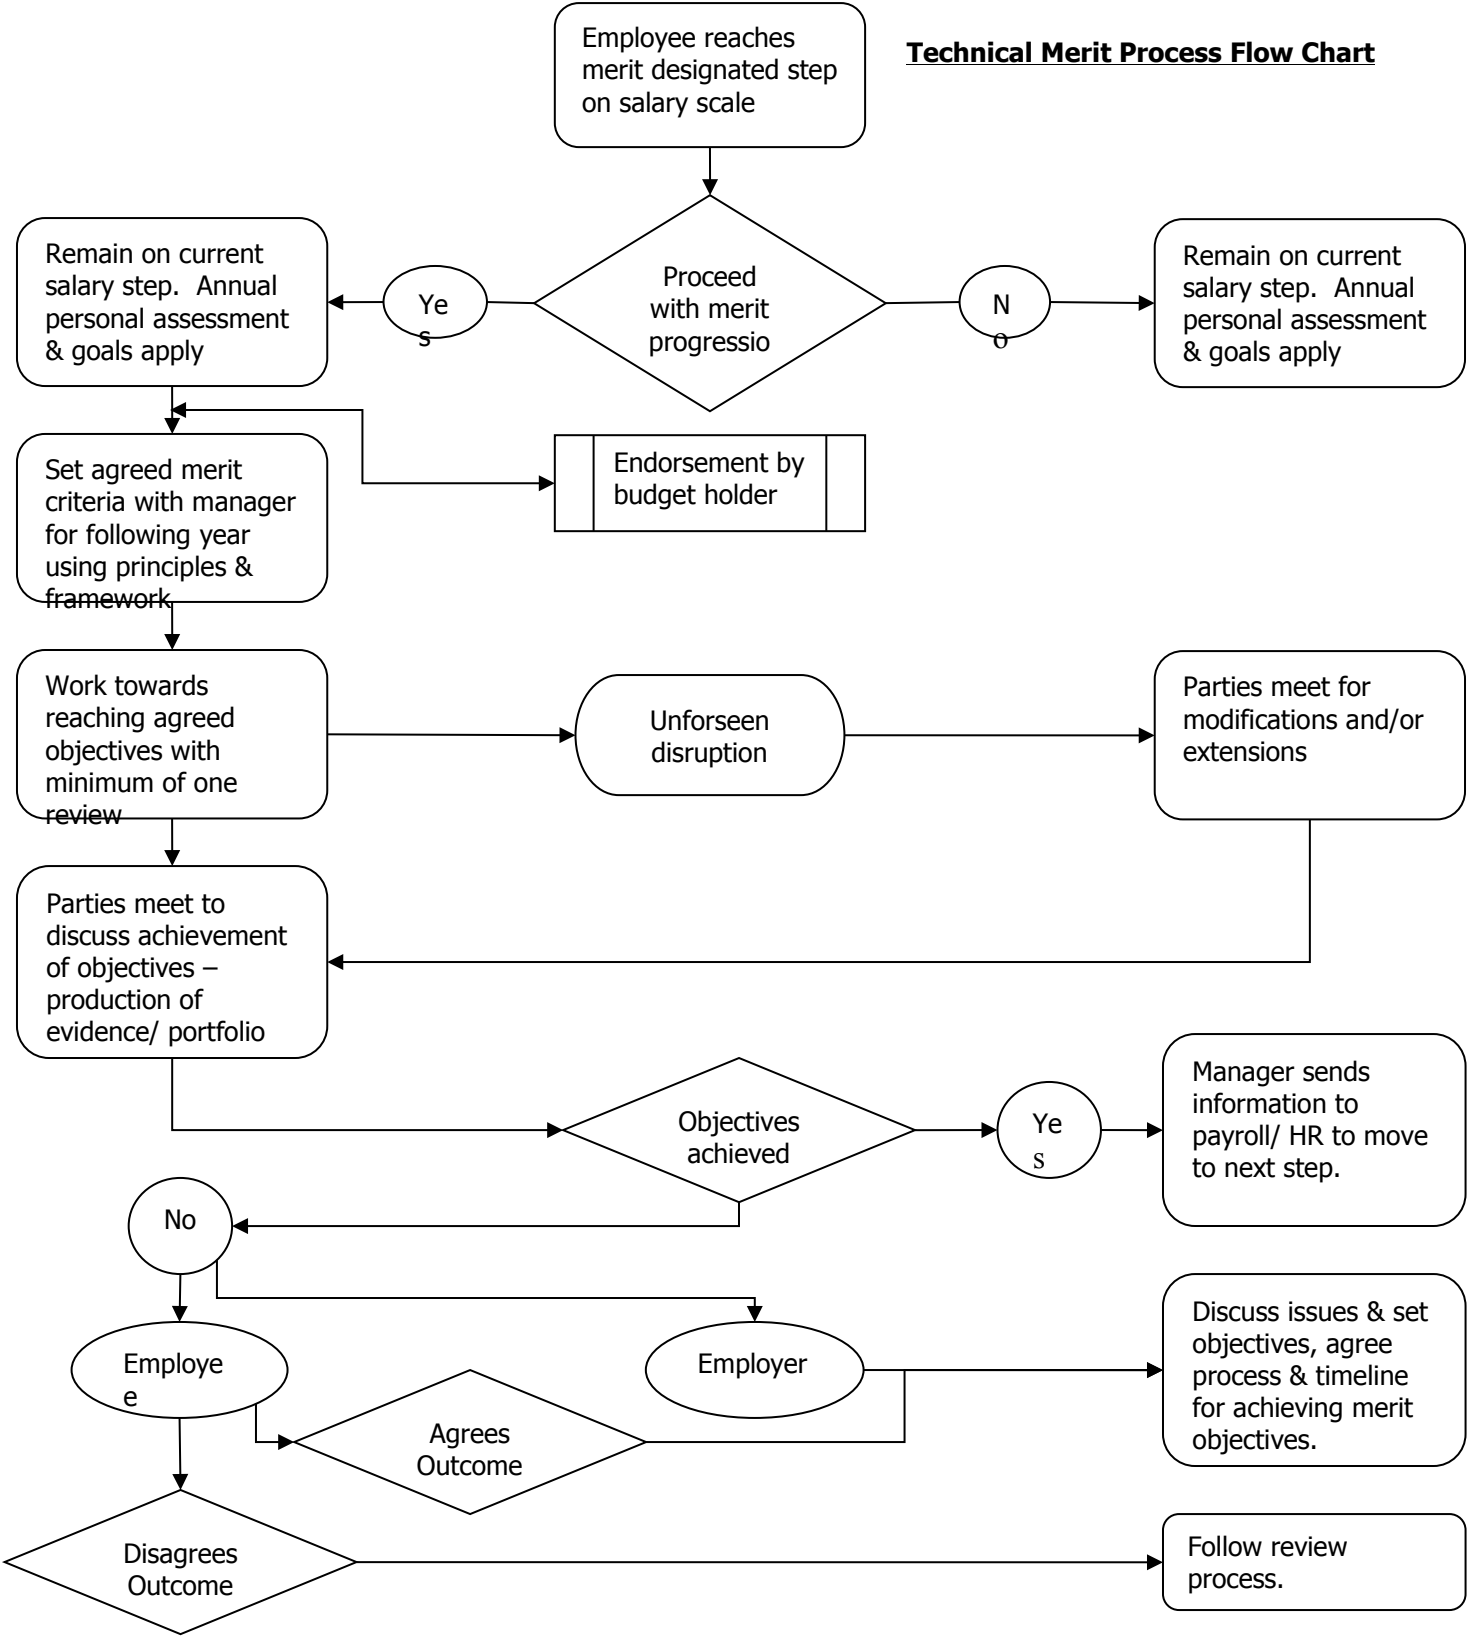 Employee reaches
merit designated step
on salary scale
Technical Merit Process Flow Chart
Remain on current
salary step.  Annual
personal assessment
& goals apply
Ye
s
Proceed
with merit
progressio
N
o
Remain on current
salary step.  Annual
personal assessment
& goals apply
Set agreed merit
criteria with manager
for following year
using principles &
framework
Endorsement by
budget holder
Work towards
reaching agreed
objectives with
minimum of one
review
Unforseen
disruption
Parties meet for
modifications and/or
extensions
Parties meet to
discuss achievement
of objectives –
production of
evidence/ portfolio
Objectives
achieved
Ye
s
Manager sends
information to
payroll/ HR to move
to next step.
No
Employe
e
Employer
Discuss issues & set
objectives, agree
process & timeline
for achieving merit
objectives.
Agrees
Outcome
Disagrees
Outcome
Follow review
process.